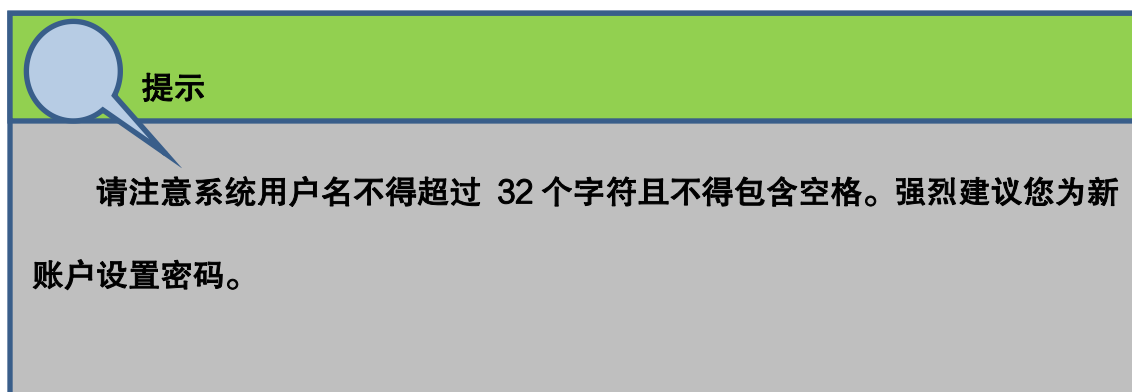 提示
请注意系统用户名不得超过 32 个字符且不得包含空格。强烈建议您为新
账户设置密码。